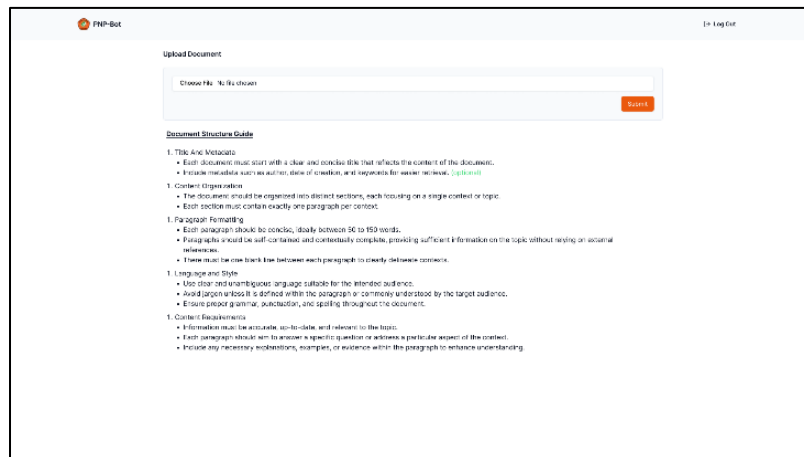 PNP-Bot
Log Out
Upload Document
Choose File No file chosen
Submit
Document Structure Guide
1. Title And Metadata
• Each document must start with a clear and concise title that reflects the content of the document.
• Include metadata such as author, date of creation, and keywords for easier retrieval. (optional)
1. Content Organization
• The document should be organized into distinct sections, each focusing on a single context or topic.
• Each section must contain exactly one paragraph per context.
1. Paragraph Formatting
• Each paragraph should be concise, ideally between 50 to 150 words.
• Paragraphs should be self-contained and contextually complete, providing sufficient information on the topic without relying on external
references.
• There must be one blank line between each paragraph to clearly delineate contexts.
1. Language and Style
• Use clear and unambiguous language suitable for the intended audience.
• Avoid jargon unless it is defined within the paragraph or commonly understood by the target audience.
• Ensure proper grammar, punctuation, and spelling throughout the document.
1. Content Requirements
• Information must be accurate, up-to-date, and relevant to the topic.
• Each paragraph should aim to answer a specific question or address a particular aspect of the context.
• Include any necessary explanations, examples, or evidence within the paragraph to enhance understanding.